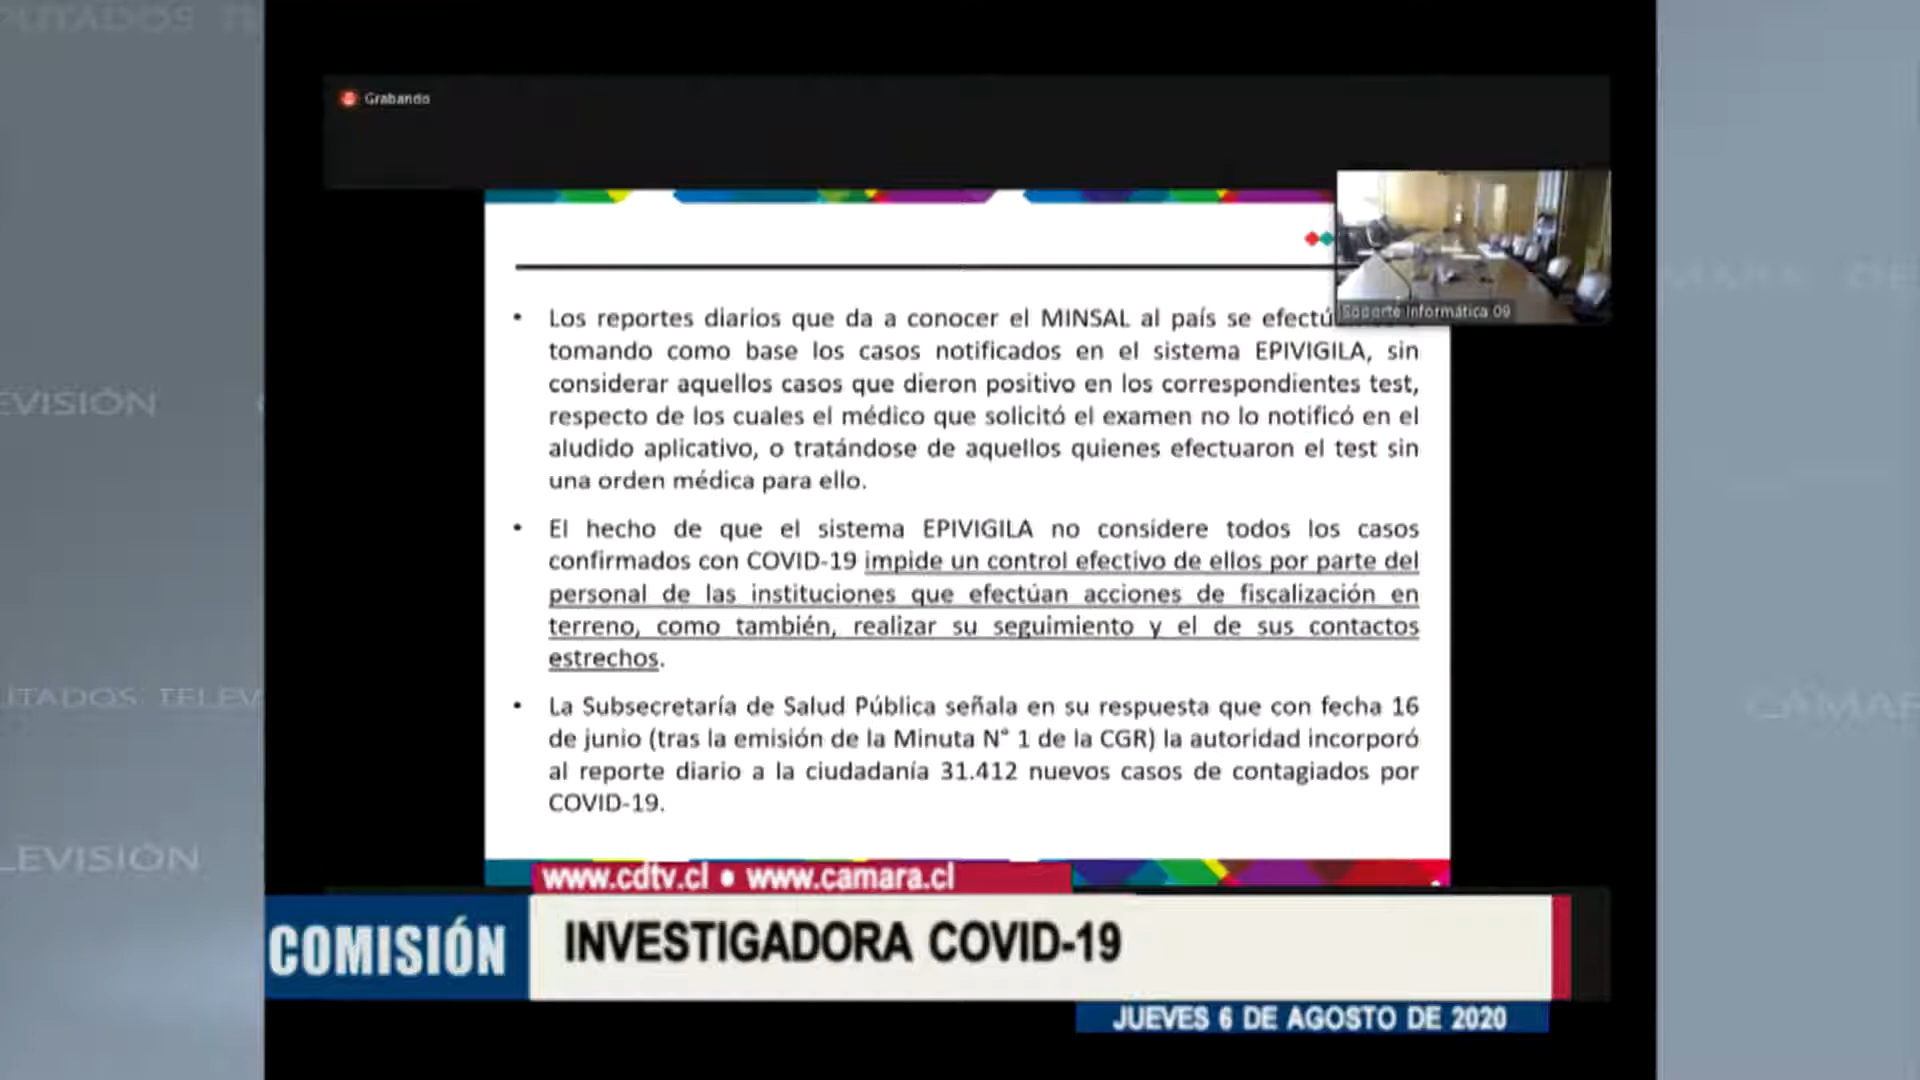 PUTADOS TE
Grabando
Soporte Informática 09
• Los reportes diarios que da a conocer el MINSAL al país se efectú
tomando como base los casos notificados en el sistema EPIVIGILA, sin
considerar aquellos casos que dieron positivo en los correspondientes test,
respecto de los cuales el médico que solicitó el examen no lo notificó en el
aludido aplicativo, o tratándose de aquellos quienes efectuaron el test sin
una orden médica para ello.
• El hecho de que el sistema EPIVIGILA no considere todos los casos
confirmados con COVID-19 impide un control efectivo de ellos por parte del
personal de las instituciones que efectúan acciones de fiscalización en
terreno, como también, realizar su seguimiento y el de sus contactos
estrechos.
• La Subsecretaría de Salud Pública señala en su respuesta que con fecha 16
de junio (tras la emisión de la Minuta N° 1 de la CGR) la autoridad incorporó
al reporte diario a la ciudadanía 31.412 nuevos casos de contagiados por
COVID-19.
www.cdtv.cl • www.camara.cl
COMISIÓN
INVESTIGADORA COVID-19
JUEVES 6 DE AGOSTO DE 2020
EVISIÓN
UTADOS TELEV
LEVISIÓN
MARA DE
CÁMAR